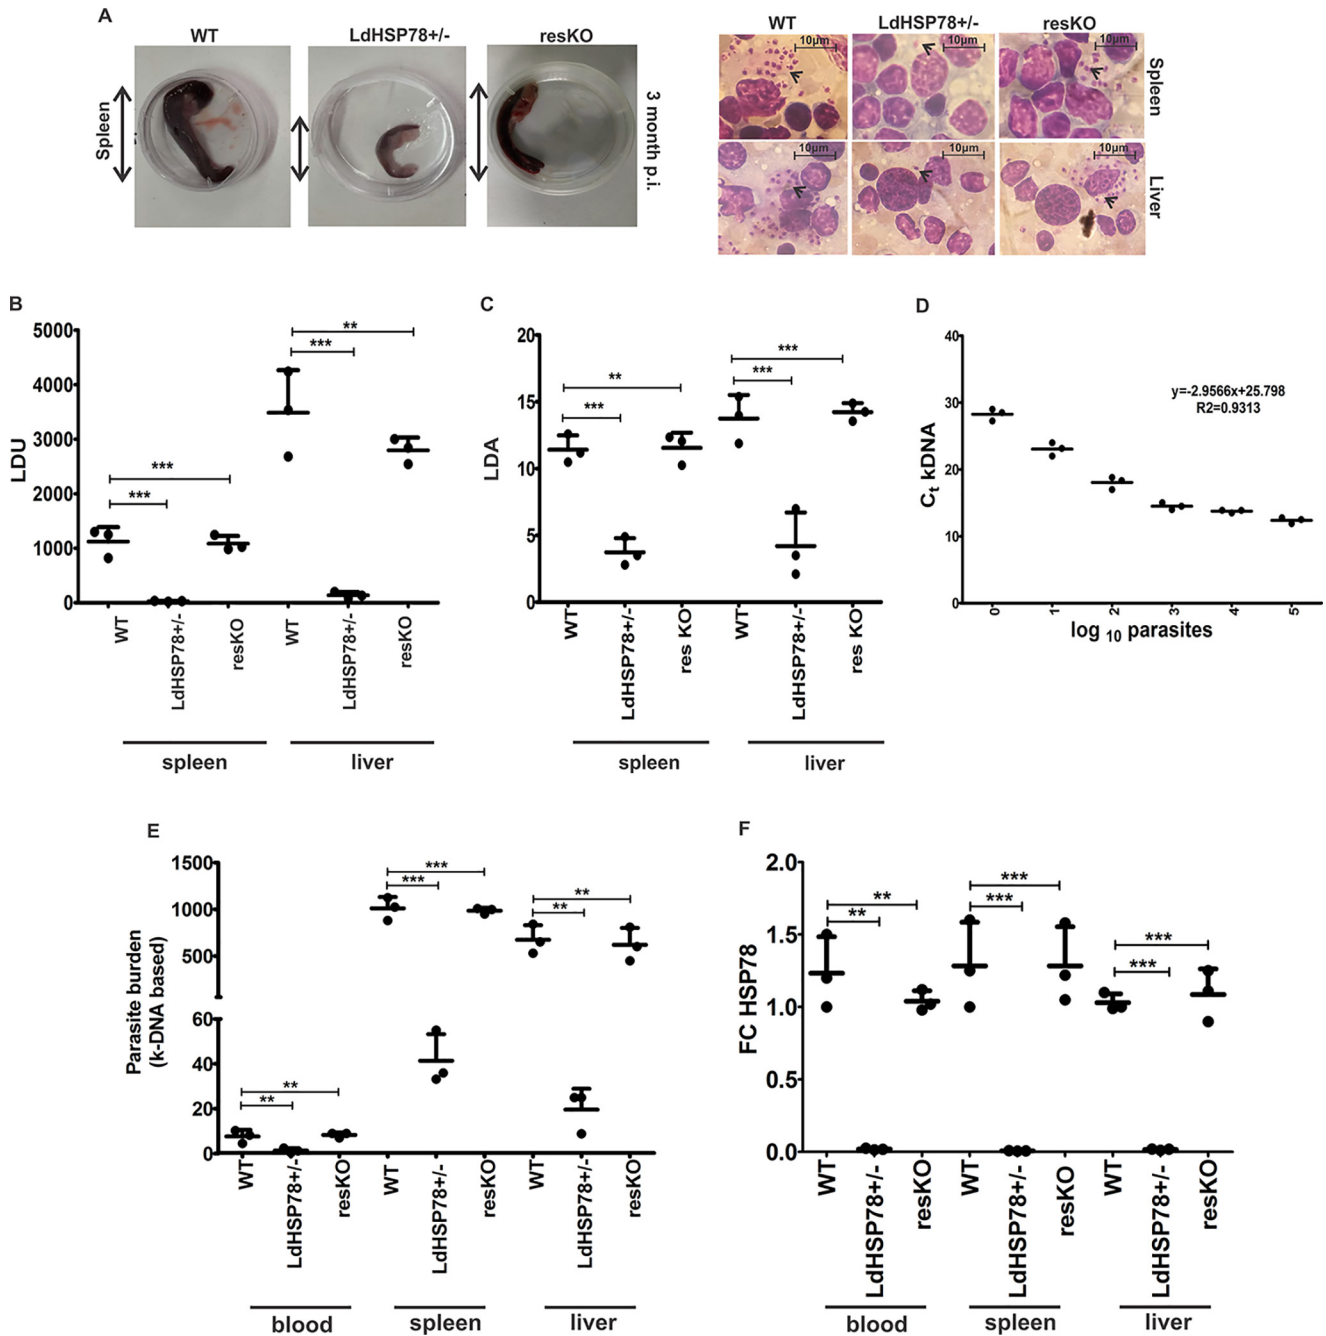 A
WT
LdHSP78+/-
resKO
Spleen
3 month p.i.
WT
LdHSP78+/-
resKO
10µm
10µm
10µm
Spleen
10µm
10µm
10µm
Liver
B
LDU
5000
4000
3000
2000
1000
0
***
***
***
**
WT
LdHSP78+/-
resKO
WT
LdHSP78+/-
resKO
spleen
liver
C
LDA
20
15
10
5
0
***
**
***
***
WT
LdHSP78+/-
res KO
WT
LdHSP78+/-
res KO
spleen
liver
D
Ct kDNA
40
30
20
10
0
y=-2.9566x+25.798
R2=0.9313
0
1
2
3
4
5
log 10 parasites
E
Parasite burden
(k-DNA based)
1500
1000
500
60
40
20
0
**
**
***
***
**
**
WT
LdHSP78+/-
resKO
WT
LdHSP78+/-
resKO
WT
LdHSP78+/-
resKO
blood
spleen
liver
F
FC HSP78
2.0
1.5
1.0
0.5
0.0
**
**
***
***
***
***
WT
LdHSP78+/-
resKO
WT
LdHSP78+/-
resKO
WT
LdHSP78+/-
resKO
blood
spleen
liver